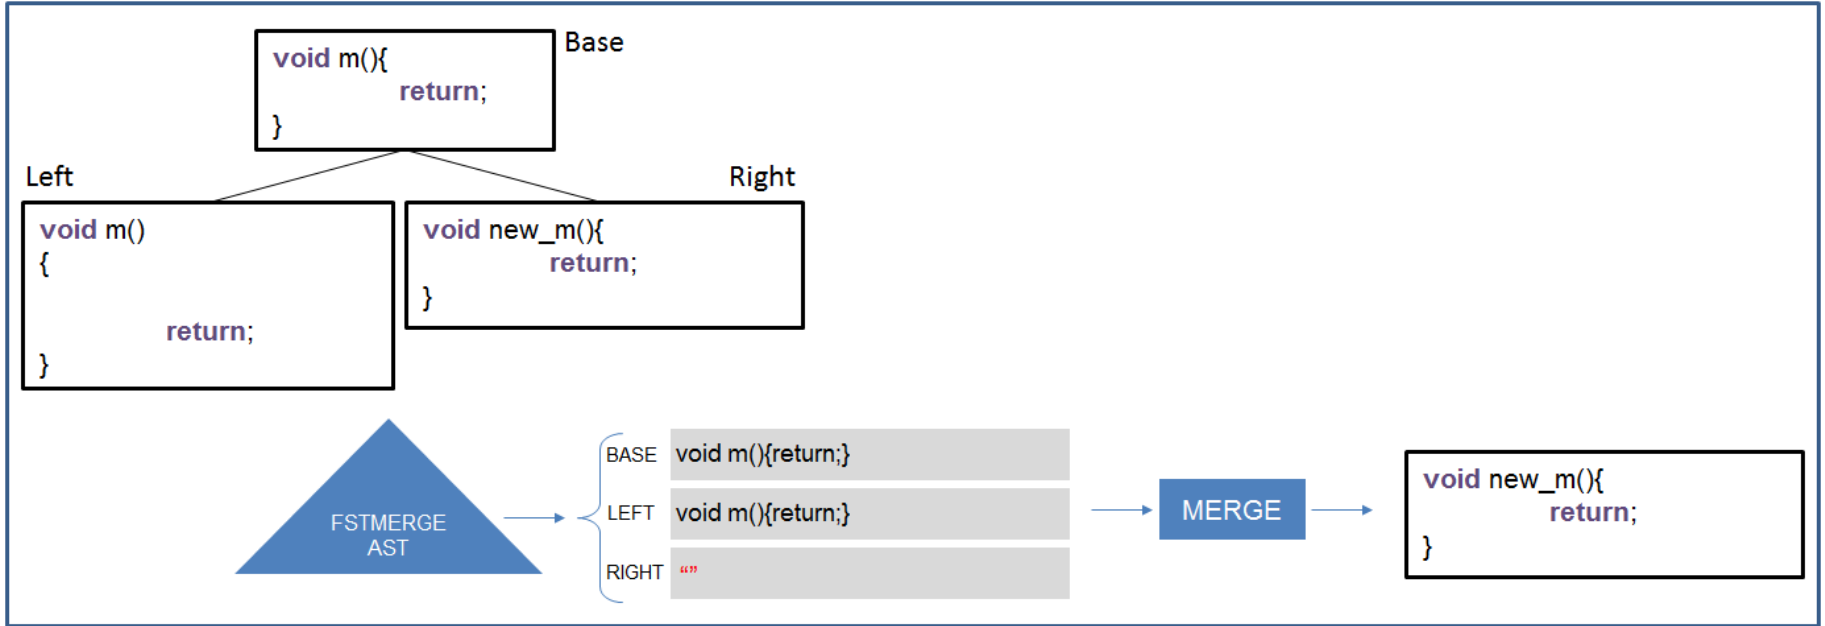 Base
void m(){
return;
}
Left
void m()
{
return;
}
Right
void new_m(){
return;
}
FSTMERGE
AST
BASE void m(){return;}
LEFT void m(){return;}
RIGHT “”
MERGE
void new_m(){
return;
}